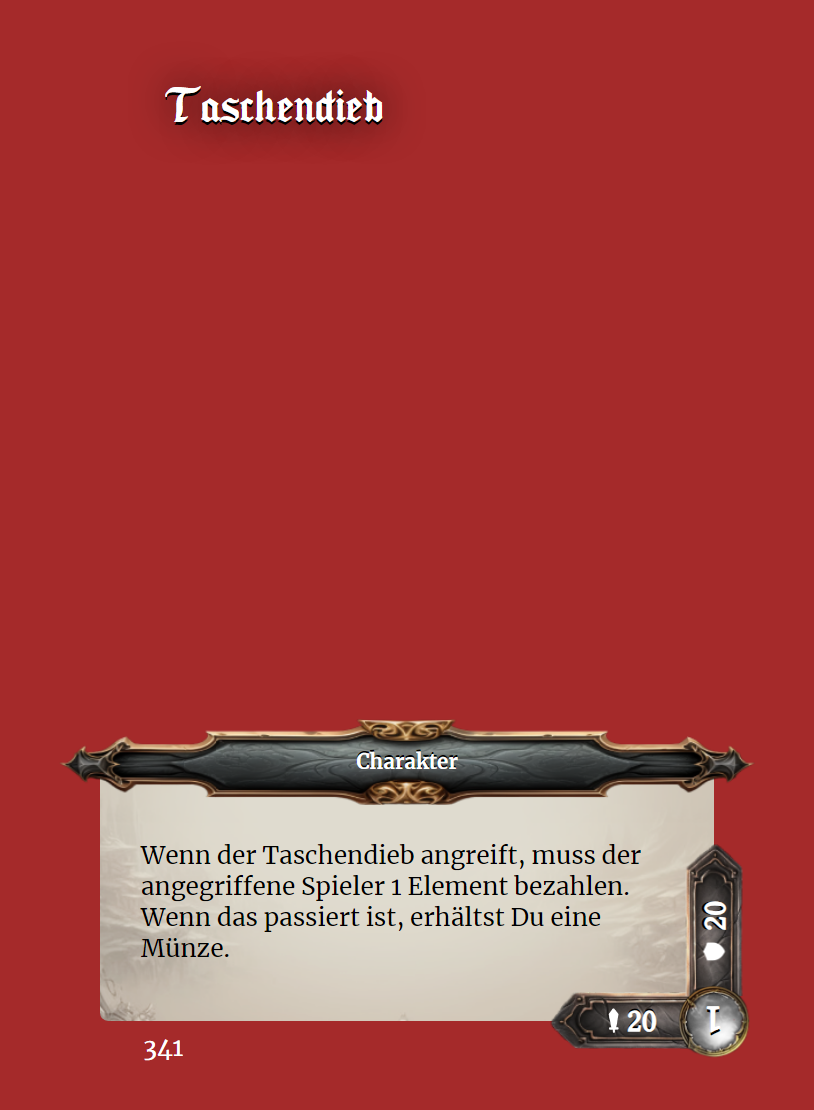 Taschendieb
Charakter
Wenn der Taschendieb angreift, muss der
angegriffene Spieler 1 Element bezahlen.
Wenn das passiert ist, erhältst Du eine
Münze.
20
20
1
341